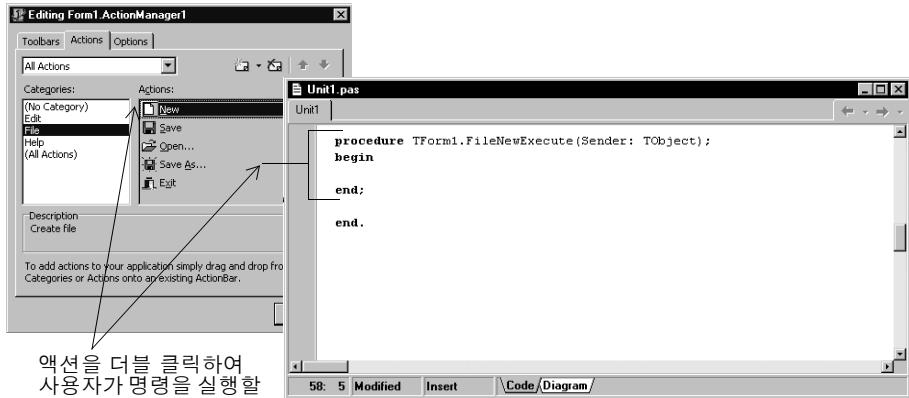 Editing Form1.ActionManager1
Toolbars Actions Options
All Actions
Categories: Actions:
(No Category)
Edit
File
Help
(All Actions)
New
Save
Open...
Save As...
Exit
Description
Create file
To add actions to your application simply drag and drop fro
Categories or Actions onto an existing ActionBar.
Unit1.pas
Unit1
procedure TForm1.FileNewExecute(Sender: TObject);
begin
end;
end.
58: 5 Modified Insert Code Diagram
액션을 더블 클릭하여
사용자가 명령을 실행할